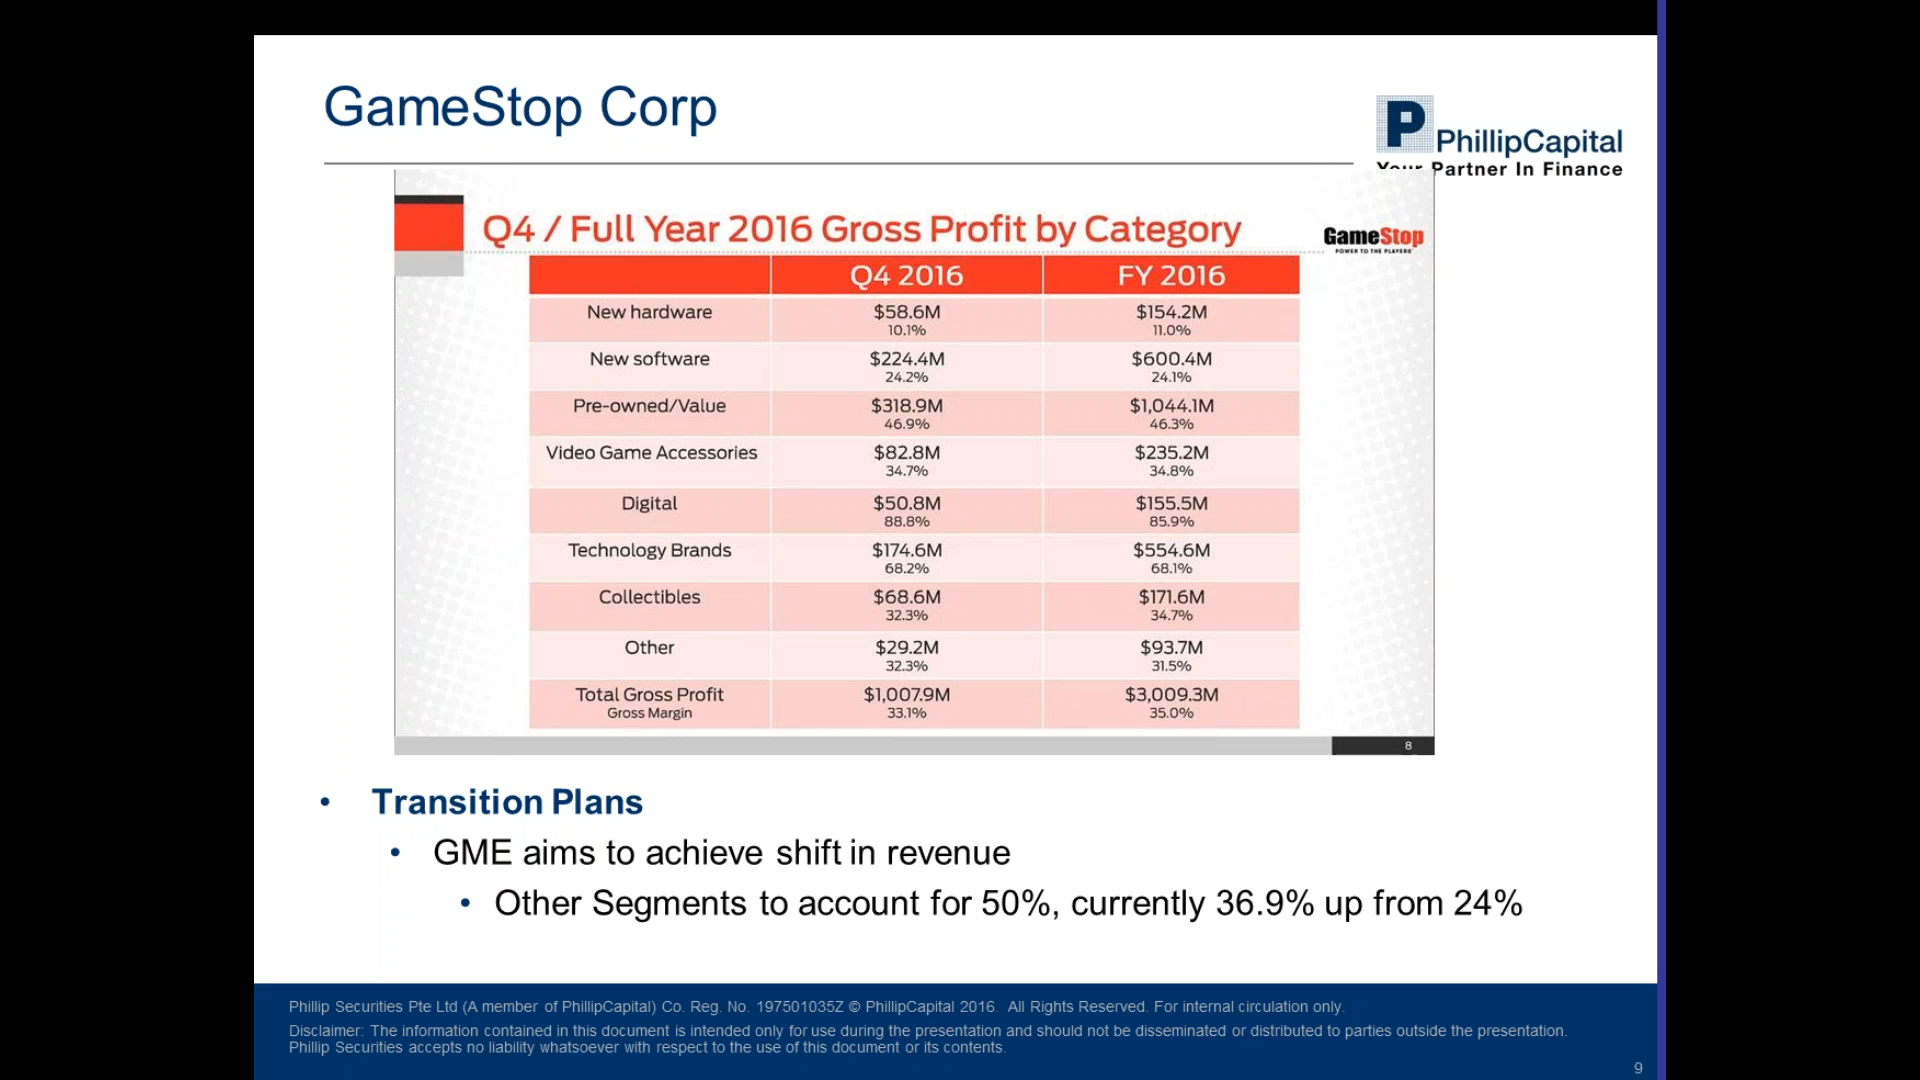 GameStop Corp
P
PhillipCapital
Your Partner In Finance
Q4 / Full Year 2016 Gross Profit by Category
GameStop
POWER TO THE PLAYERS
Q4 2016 FY 2016
New hardware $58.6M $154.2M
10.1% 11.0%
New software $224.4M $600.4M
24.2% 24.1%
Pre-owned/Value $318.9M $1,044.1M
46.9% 46.3%
Video Game Accessories $82.8M $235.2M
34.7% 34.8%
Digital $50.8M $155.5M
88.8% 85.9%
Technology Brands $174.6M $554.6M
68.2% 68.1%
Collectibles $68.6M $171.6M
32.3% 34.7%
Other $29.2M $93.7M
32.3% 31.5%
Total Gross Profit $1,007.9M $3,009.3M
Gross Margin 33.1% 35.0%
8
• Transition Plans
• GME aims to achieve shift in revenue
• Other Segments to account for 50%, currently 36.9% up from 24%
Phillip Securities Pte Ltd (A member of PhillipCapital) Co. Reg. No. 197501035Z © PhillipCapital 2016. All Rights Reserved. For internal circulation only.
Disclaimer: The information contained in this document is intended only for use during the presentation and should not be disseminated or distributed to parties outside the presentation.
Phillip Securities accepts no liability whatsoever with respect to the use of this document or its contents.
9